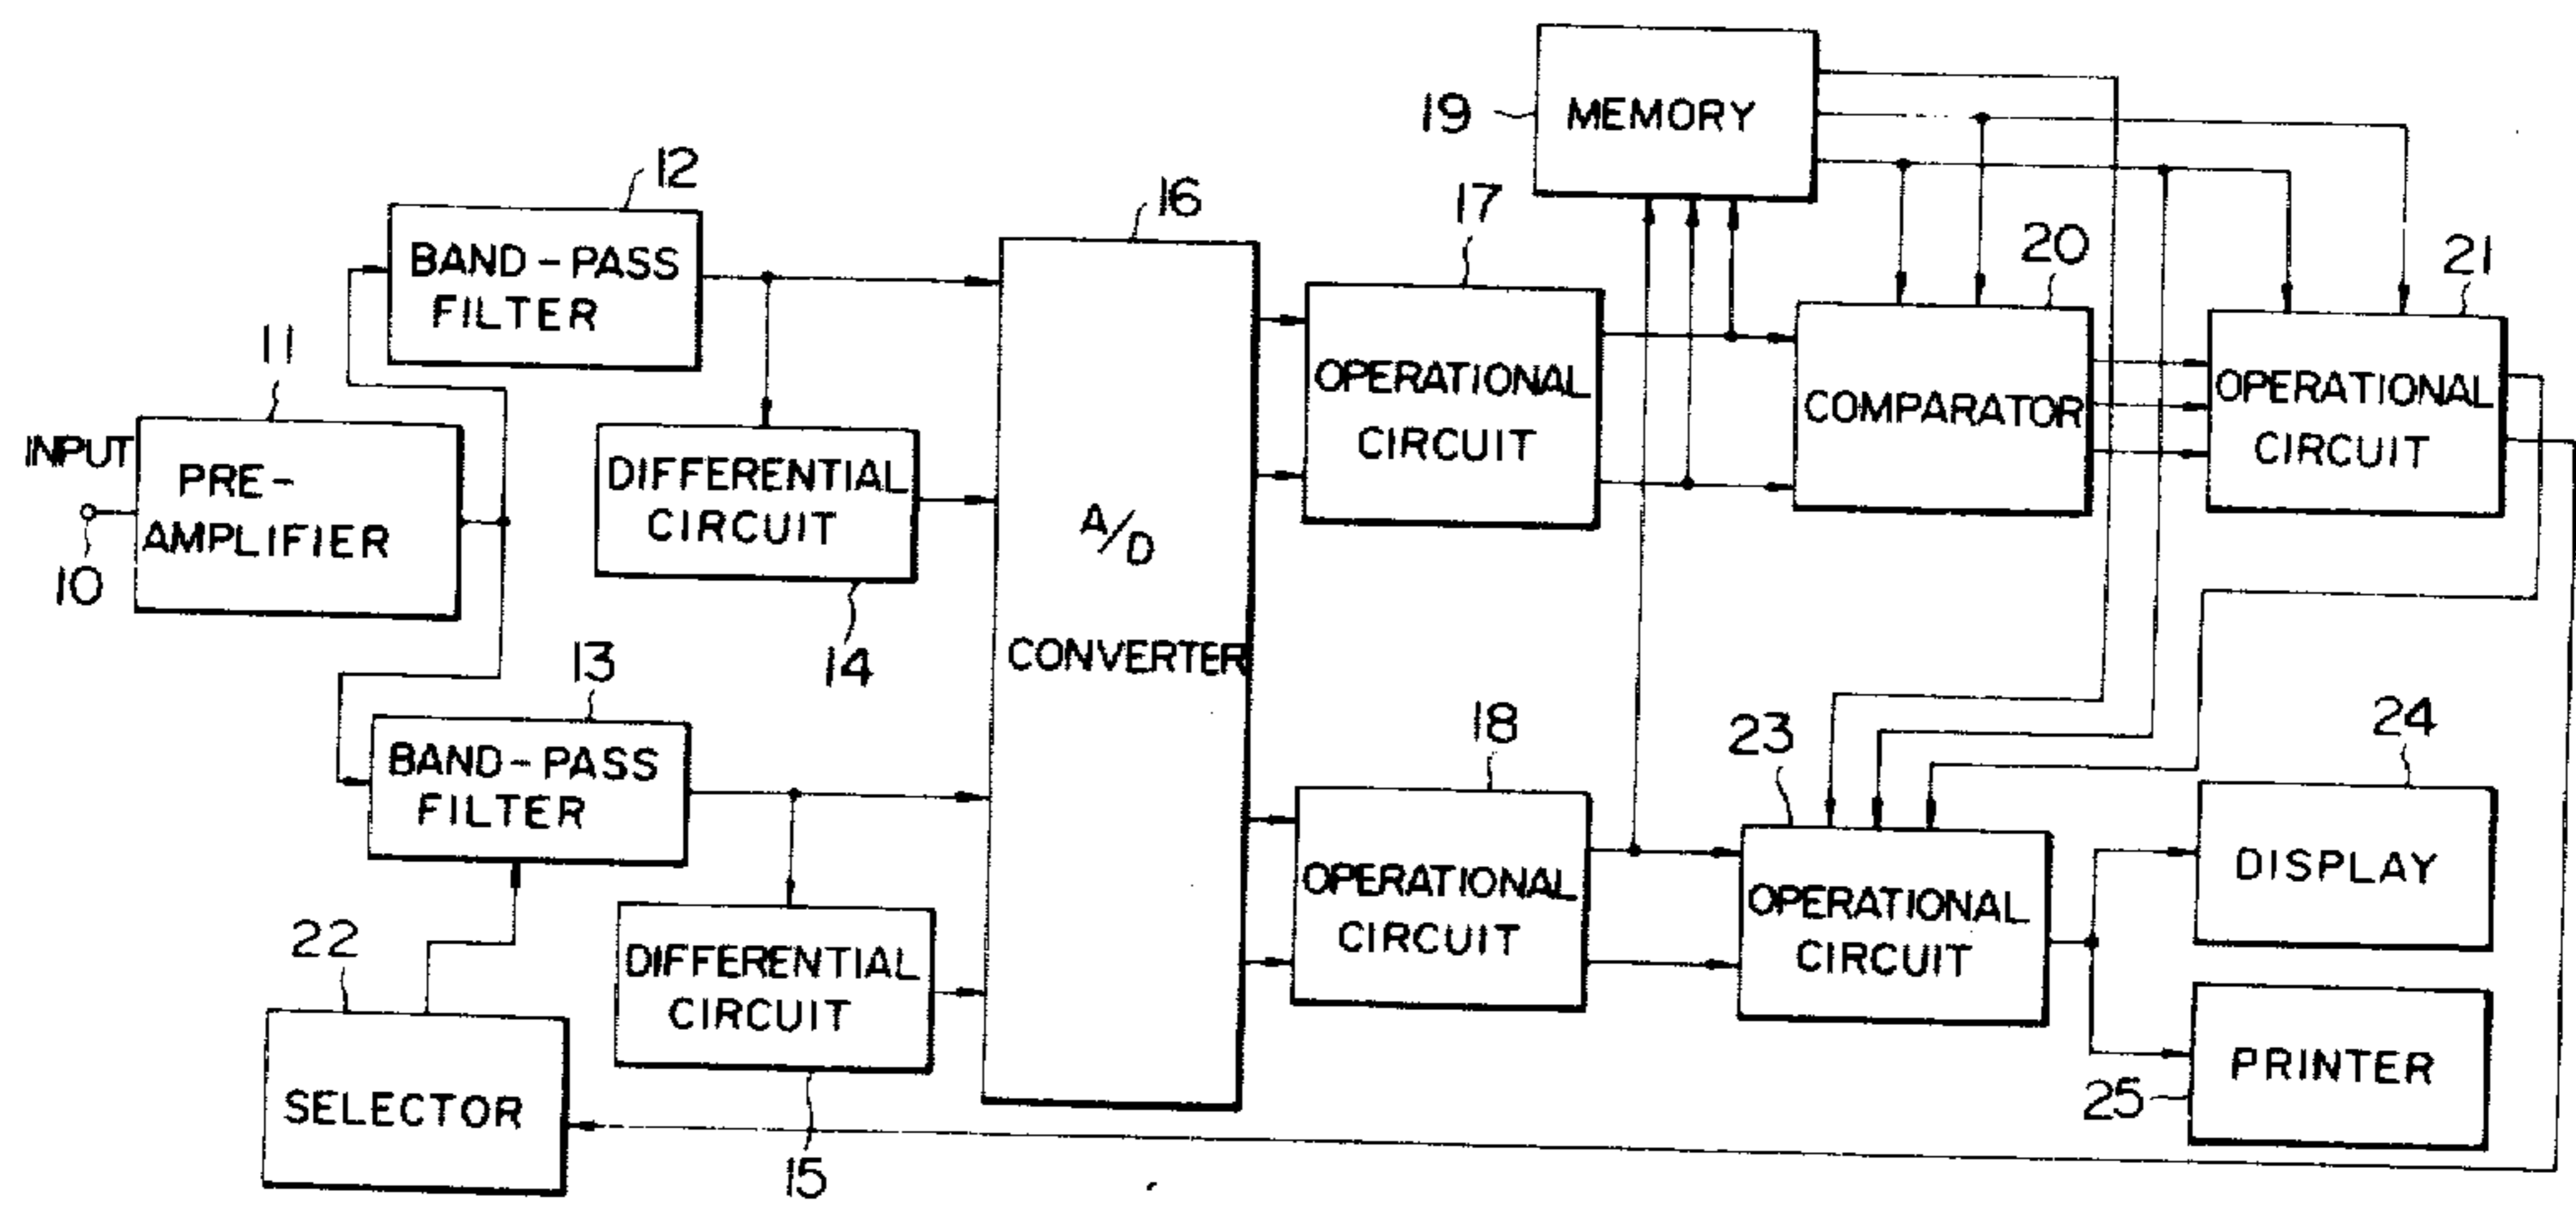 INPUT
10
11
PRE-
AMPLIFIER
12
BAND-PASS
FILTER
13
BAND-PASS
FILTER
DIFFERENTIAL
CIRCUIT
14
DIFFERENTIAL
CIRCUIT
15
22
SELECTOR
16
A/D
CONVERTER
17
OPERATIONAL
CIRCUIT
18
OPERATIONAL
CIRCUIT
19
MEMORY
20
COMPARATOR
21
OPERATIONAL
CIRCUIT
23
OPERATIONAL
CIRCUIT
24
DISPLAY
25
PRINTER